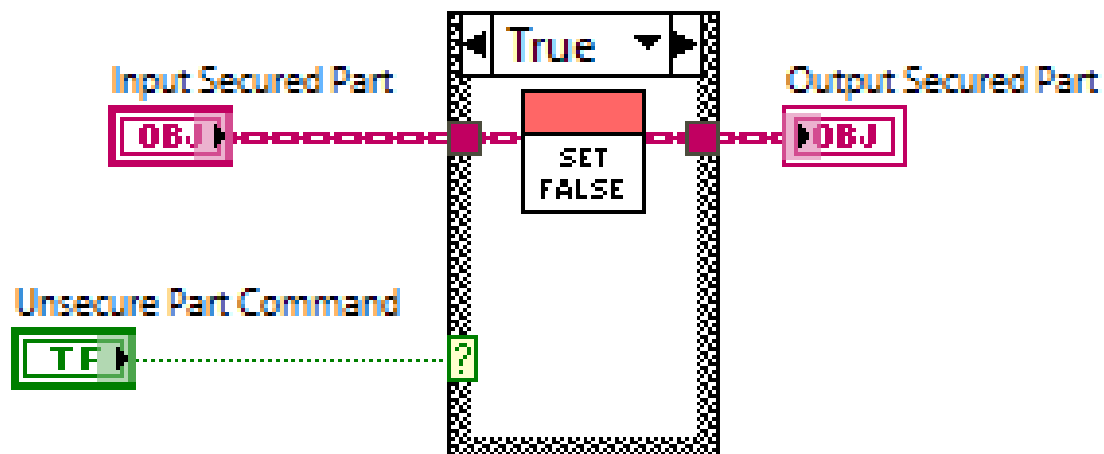 True
Input Secured Part
Output Secured Part
OBJ
SET
FALSE
OBJ
Unsecure Part Command
TF
?